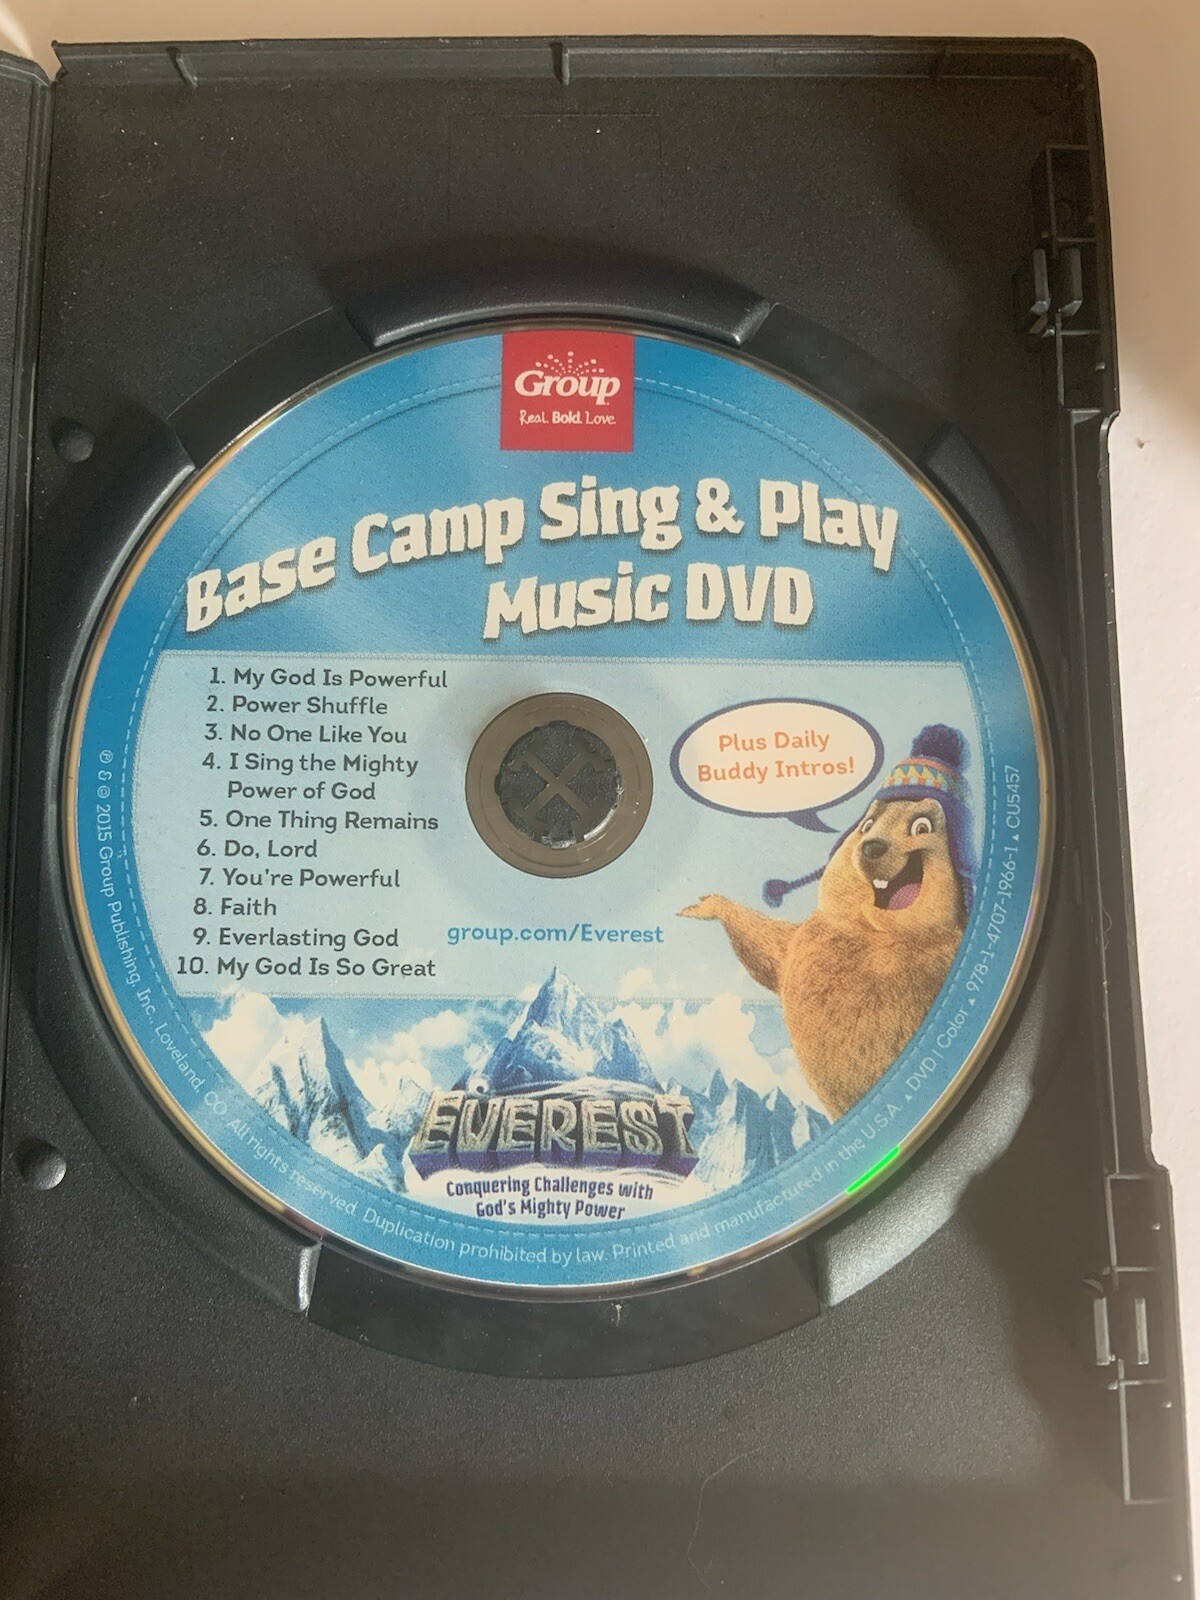 Group
Real. Bold. Love.
Base Camp Sing & Play
Music DVD
1. My God Is Powerful
2. Power Shuffle
3. No One Like You
4. I Sing the Mighty
Power of God
5. One Thing Remains
6. Do, Lord
7. You're Powerful
8. Faith
9. Everlasting God
10. My God Is So Great
Plus Daily
Buddy Intros!
group.com/Everest
EVEREST
Conquering Challenges with
God's Mighty Power
℗ & © 2015 Group Publishing, Inc., Loveland, CO. All rights reserved. Duplication prohibited by law. Printed and manufactured in the U.S.A. ▲ DVD | Color ▲ 978-1-4707-1966-1 ▲ CU5457